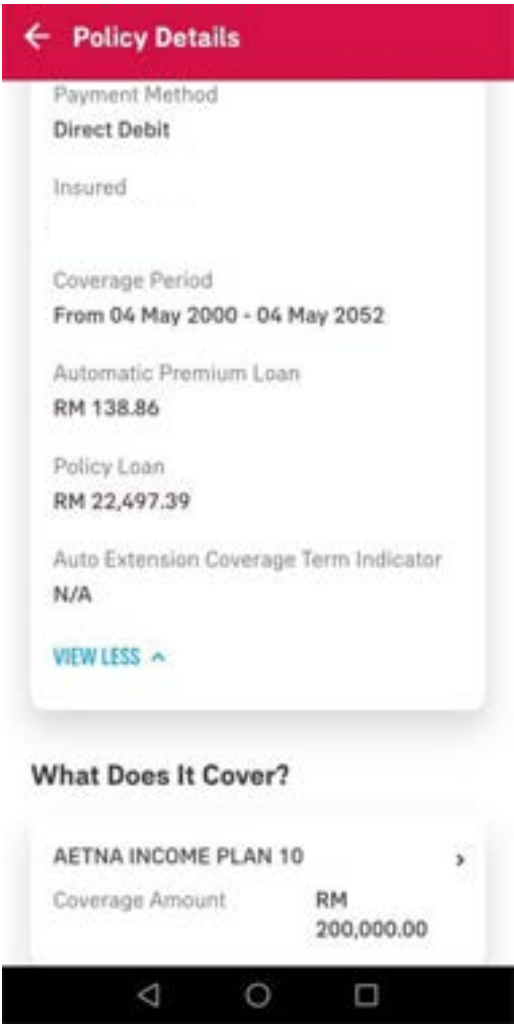 Policy Details
Payment Method
Direct Debit
Insured
Coverage Period
From 04 May 2000 - 04 May 2052
Automatic Premium Loan
RM 138.86
Policy Loan
RM 22,497.39
Auto Extension Coverage Term Indicator
N/A
VIEW LESS
What Does It Cover?
AETNA INCOME PLAN 10
Coverage Amount
RM
200,000.00